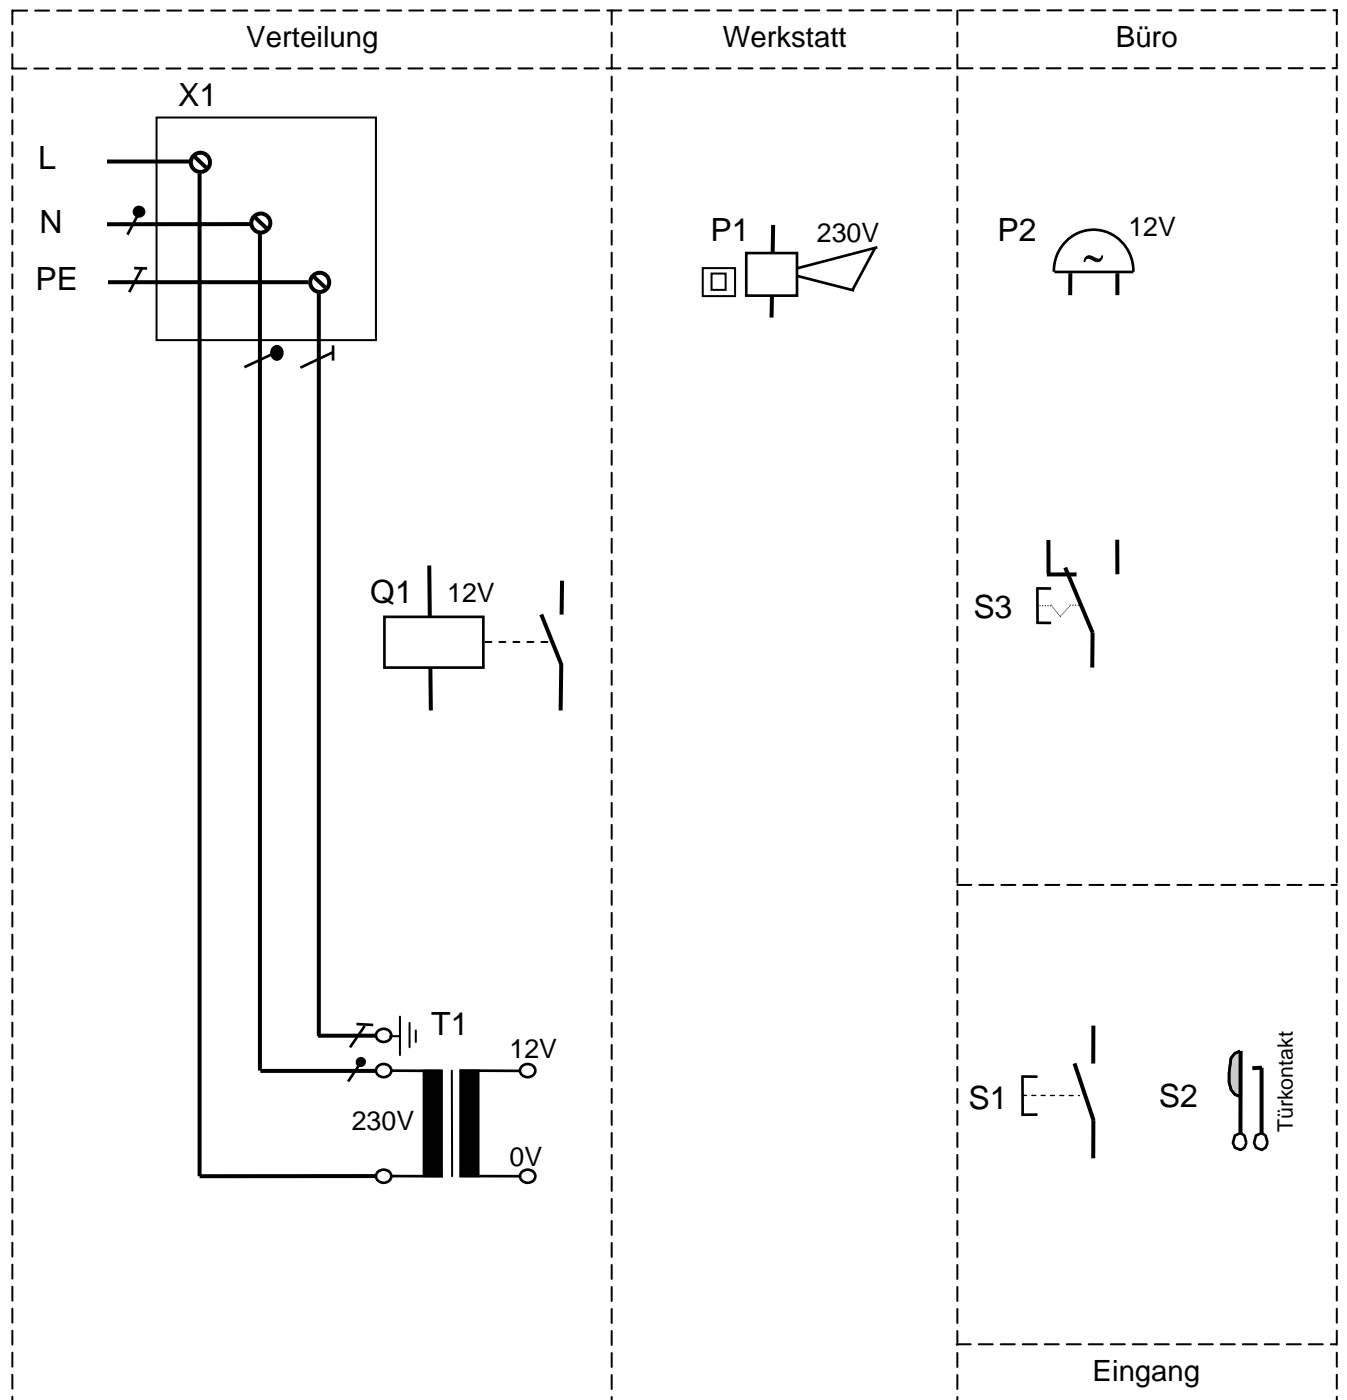 Verteilung
Werkstatt
Büro
X1
L
N
PE
P1
230V
P2
12V
~
Q1
12V
S3
T1
12V
230V
0V
S1
S2
Türkontakt
Eingang